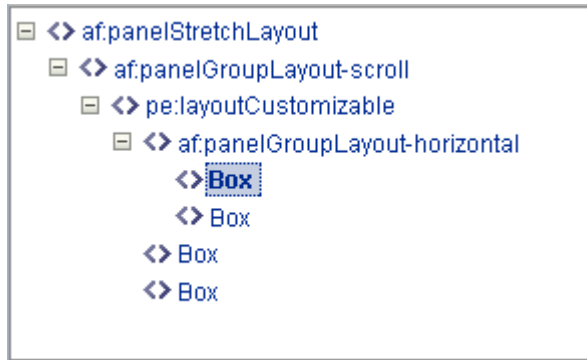 af:panelStretchLayout
af:panelGroupLayout-scroll
pe:layoutCustomizable
af:panelGroupLayout-horizontal
Box
Box
Box
Box